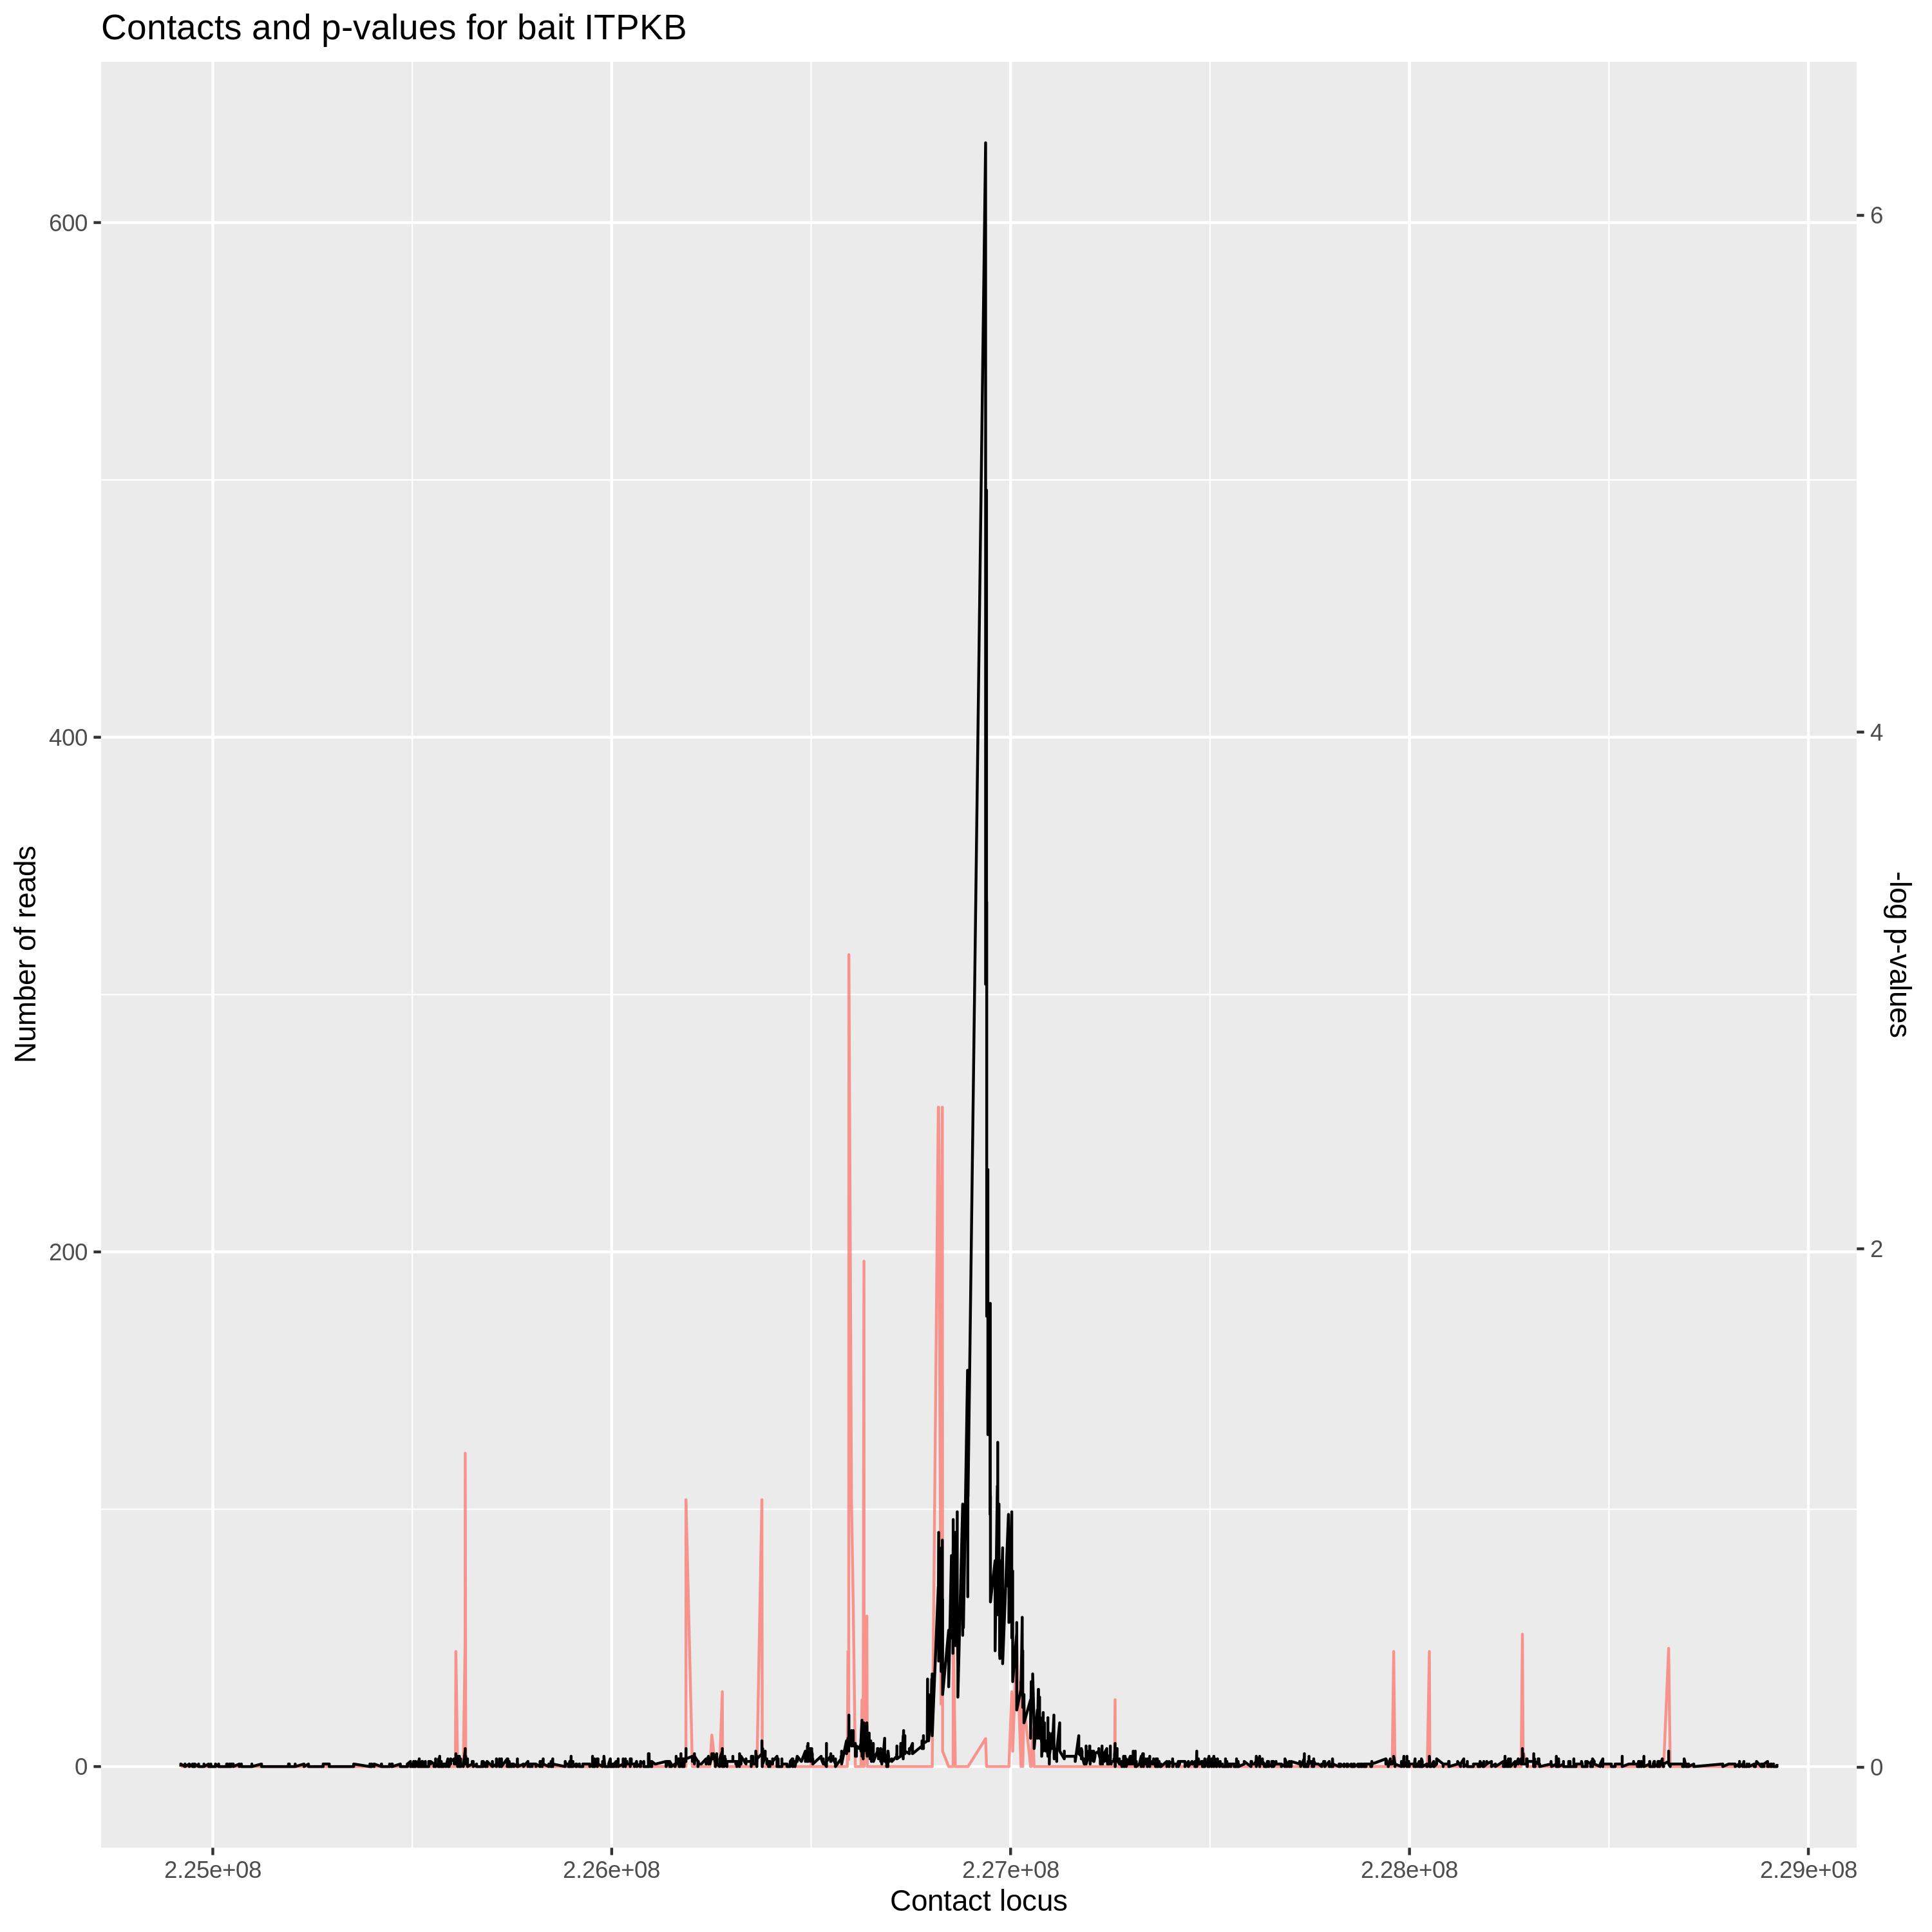 Contacts and p-values for bait ITPKB
600
400
200
0
6
4
2
0
Number of reads
-log p-values
2.25e+08
2.26e+08
2.27e+08
2.28e+08
2.29e+08
Contact locus